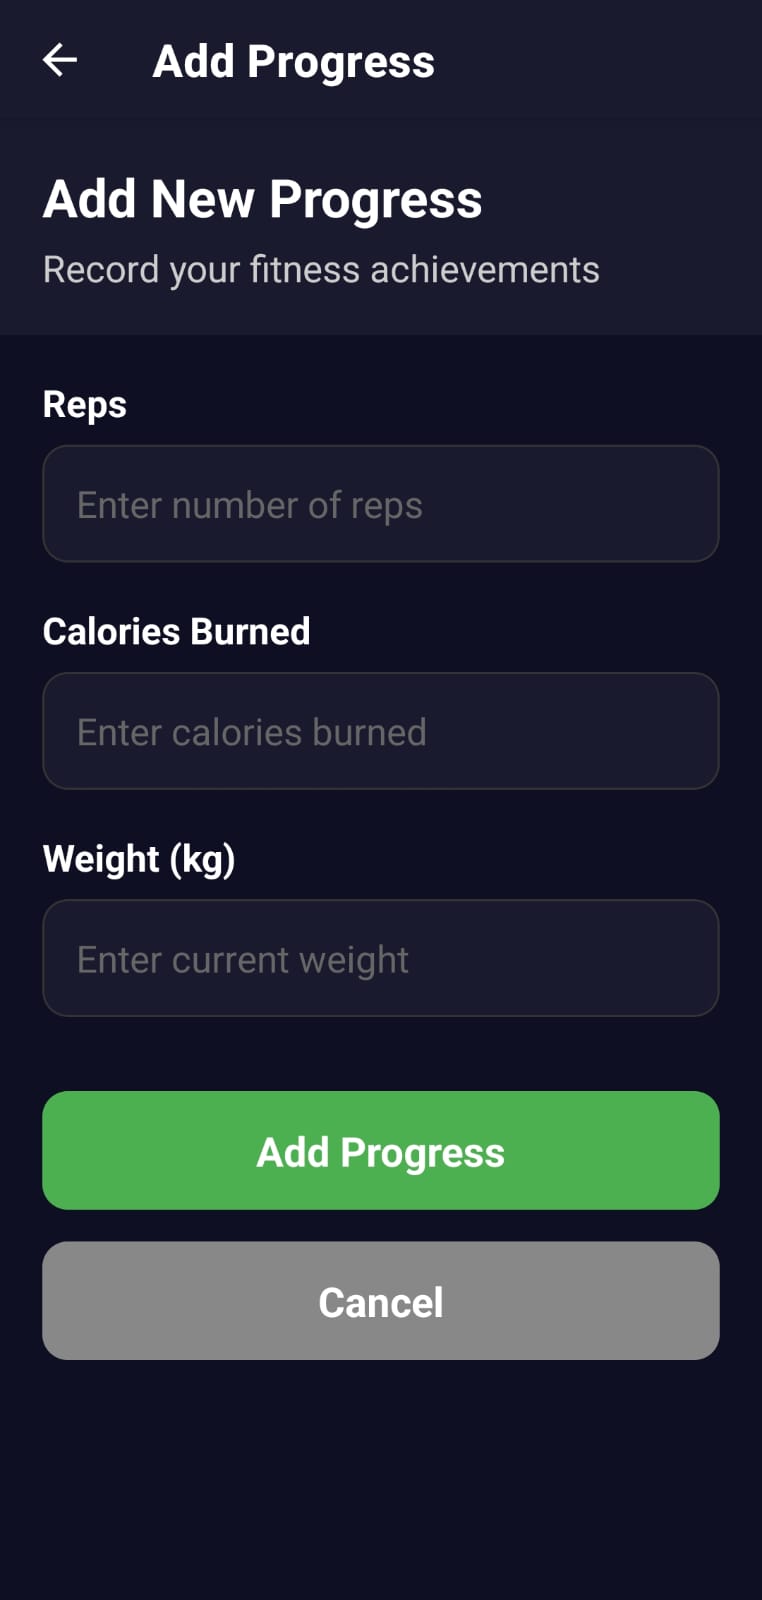 Add Progress
Add New Progress
Record your fitness achievements
Reps
Enter number of reps
Calories Burned
Enter calories burned
Weight (kg)
Enter current weight
Add Progress
Cancel